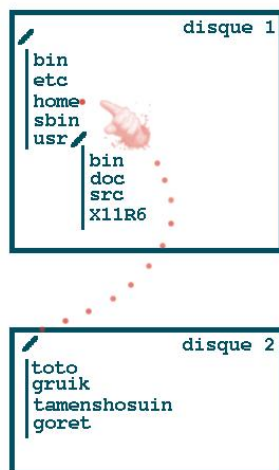 disque 1
/
bin
etc
home
sbin
usr/
bin
doc
src
X11R6
disque 2
/
toto
gruik
tamenshosuin
goret